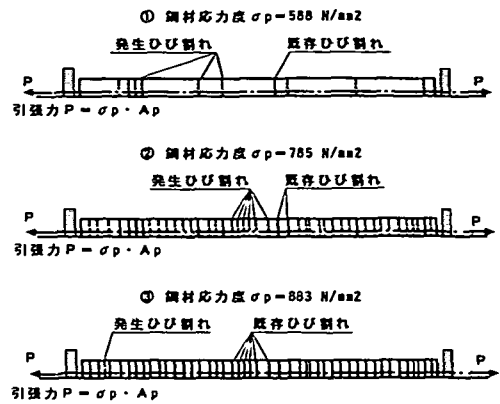 ① 鋼材応力度 σp=588 N/mm2
発生ひび割れ 既存ひび割れ
P P
引張力 P = σp・Ap
② 鋼材応力度 σp=785 N/mm2
発生ひび割れ 既存ひび割れ
P P
引張力 P = σp・Ap
③ 鋼材応力度 σp=883 N/mm2
発生ひび割れ 既存ひび割れ
P P
引張力 P = σp・Ap